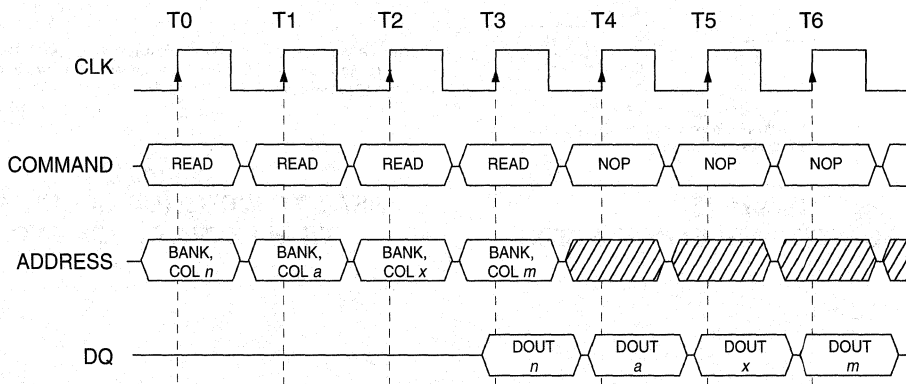 T0 T1 T2 T3 T4 T5 T6
CLK
COMMAND READ READ READ READ NOP NOP NOP
ADDRESS BANK, BANK, BANK, BANK,
COL n COL a COL x COL m
DQ DOUT DOUT DOUT DOUT
n a x m